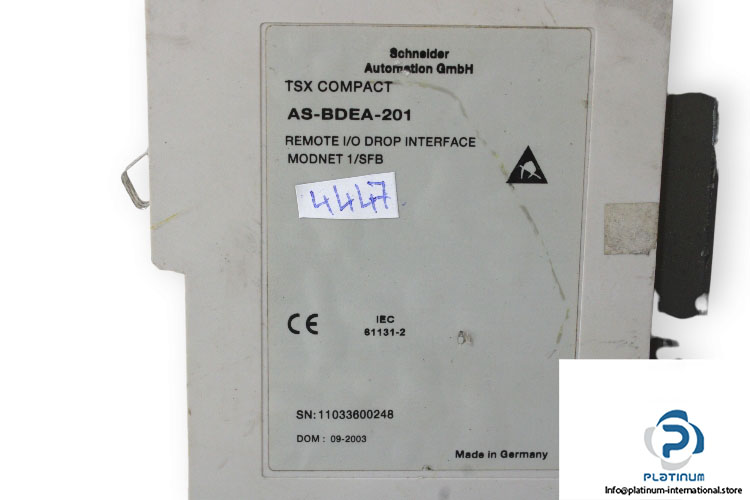 Schneider
Automation GmbH
TSX COMPACT
AS-BDEA-201
REMOTE I/O DROP INTERFACE
MODNET 1/SFB
4447
CE
IEC
61131-2
SN:11033600248
DOM : 09-2003
Made in Germany
PLATINUM
Info@platinum-international.store